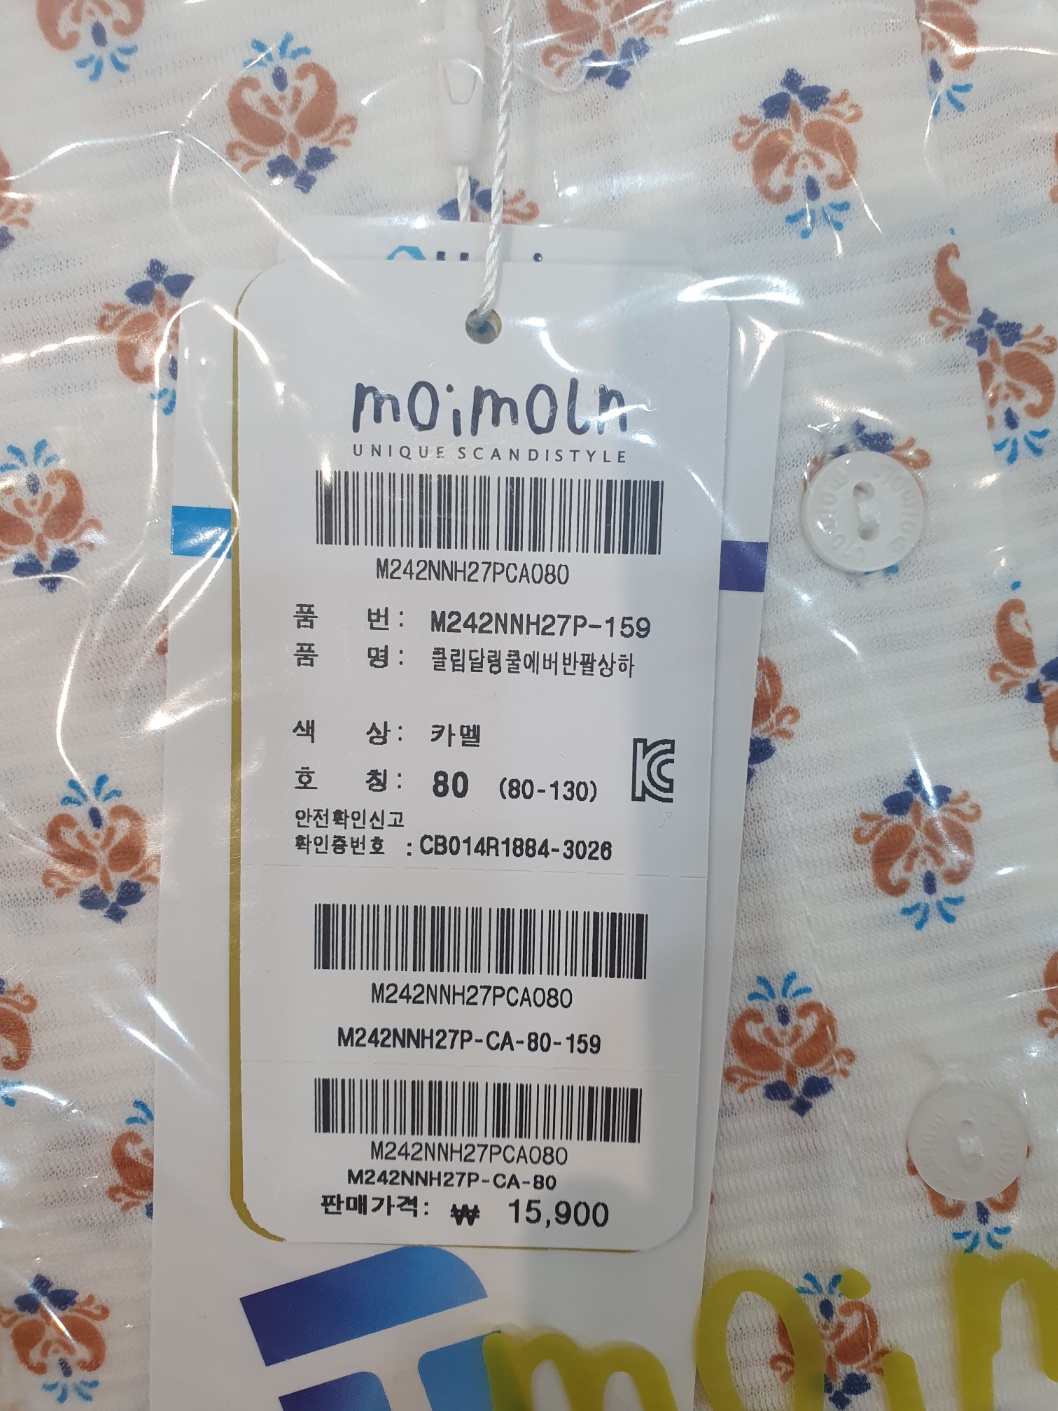 moimoln
UNIQUE SCANDISTYLE
M242NNH27PCA080
품 번: M242NNH27P-159
품 명: 클립달링쿨에버반팔상하
색 상: 카멜
호 칭: 80 (80-130)
안전확인신고
확인증번호 : CB014R1884-3026
M242NNH27PCA080
M242NNH27P-CA-80-159
M242NNH27PCA080
M242NNH27P-CA-80
판매가격: ₩ 15,900